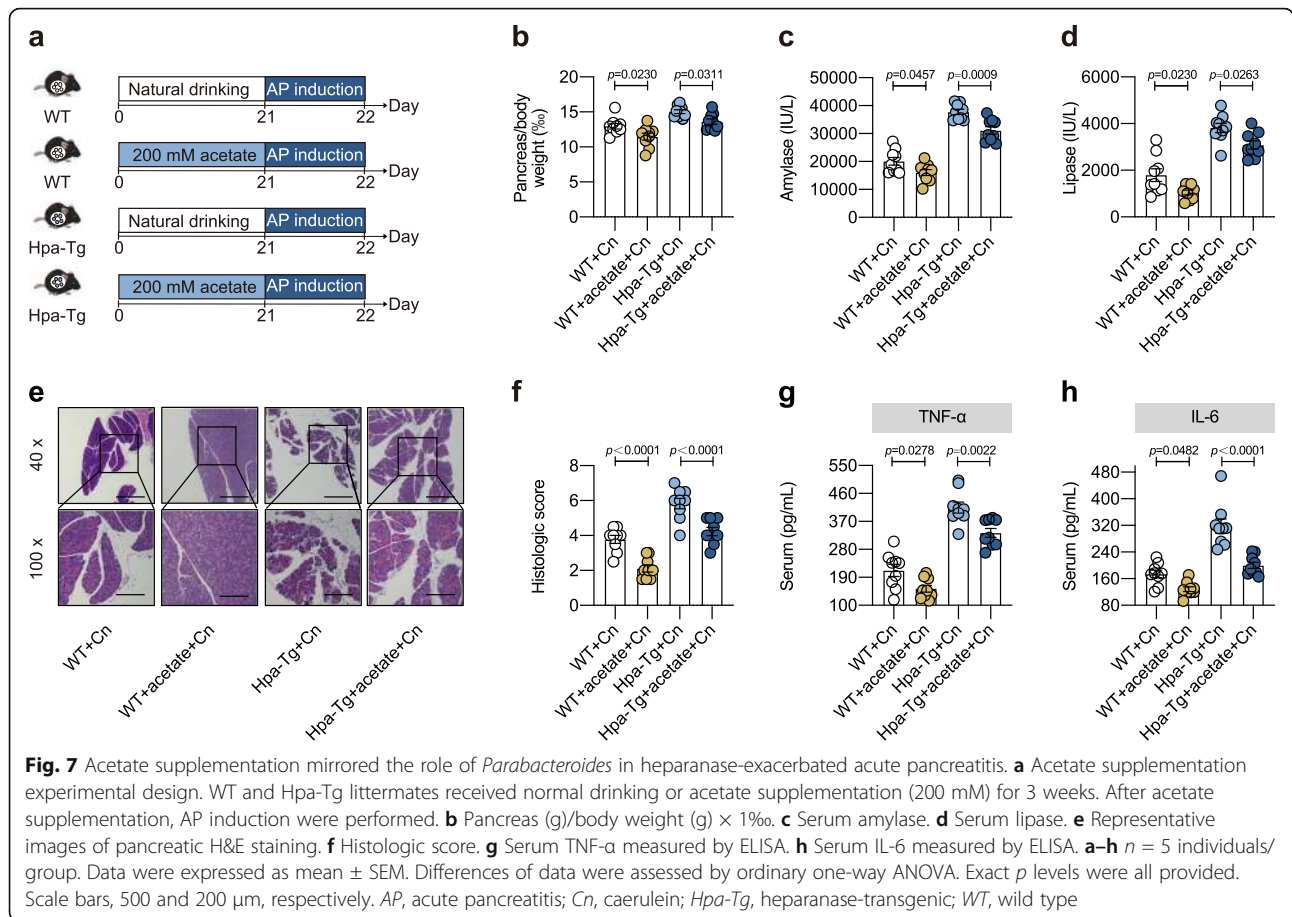 a
WT
Natural drinking AP induction
0 21 22 Day
WT
200 mM acetate AP induction
0 21 22 Day
Hpa-Tg
Natural drinking AP induction
0 21 22 Day
Hpa-Tg
200 mM acetate AP induction
0 21 22 Day
b
p=0.0230 p=0.0311
Pancreas/body
weight (‰)
20
15
10
5
0
WT+Cn
WT+acetate+Cn
Hpa-Tg+Cn
Hpa-Tg+acetate+Cn
c
p=0.0457 p=0.0009
Amylase (IU/L)
50000
40000
30000
20000
10000
0
WT+Cn
WT+acetate+Cn
Hpa-Tg+Cn
Hpa-Tg+acetate+Cn
d
p=0.0230 p=0.0263
Lipase (IU/L)
6000
4000
2000
0
WT+Cn
WT+acetate+Cn
Hpa-Tg+Cn
Hpa-Tg+acetate+Cn
e
40 x
100 x
WT+Cn
WT+acetate+Cn
Hpa-Tg+Cn
Hpa-Tg+acetate+Cn
f
p<0.0001 p<0.0001
Histologic score
8
6
4
2
0
WT+Cn
WT+acetate+Cn
Hpa-Tg+Cn
Hpa-Tg+acetate+Cn
g
TNF-α
p=0.0278 p=0.0022
Serum (pg/mL)
550
460
370
280
190
100
WT+Cn
WT+acetate+Cn
Hpa-Tg+Cn
Hpa-Tg+acetate+Cn
h
IL-6
p=0.0482 p<0.0001
Serum (pg/mL)
480
400
320
240
160
80
WT+Cn
WT+acetate+Cn
Hpa-Tg+Cn
Hpa-Tg+acetate+Cn
Fig. 7 Acetate supplementation mirrored the role of Parabacteroides in heparanase-exacerbated acute pancreatitis. a Acetate supplementation
experimental design. WT and Hpa-Tg littermates received normal drinking or acetate supplementation (200 mM) for 3 weeks. After acetate
supplementation, AP induction were performed. b Pancreas (g)/body weight (g) × 1‰. c Serum amylase. d Serum lipase. e Representative
images of pancreatic H&E staining. f Histologic score. g Serum TNF-α measured by ELISA. h Serum IL-6 measured by ELISA. a–h n = 5 individuals/
group. Data were expressed as mean ± SEM. Differences of data were assessed by ordinary one-way ANOVA. Exact p levels were all provided.
Scale bars, 500 and 200 μm, respectively. AP, acute pancreatitis; Cn, caerulein; Hpa-Tg, heparanase-transgenic; WT, wild type